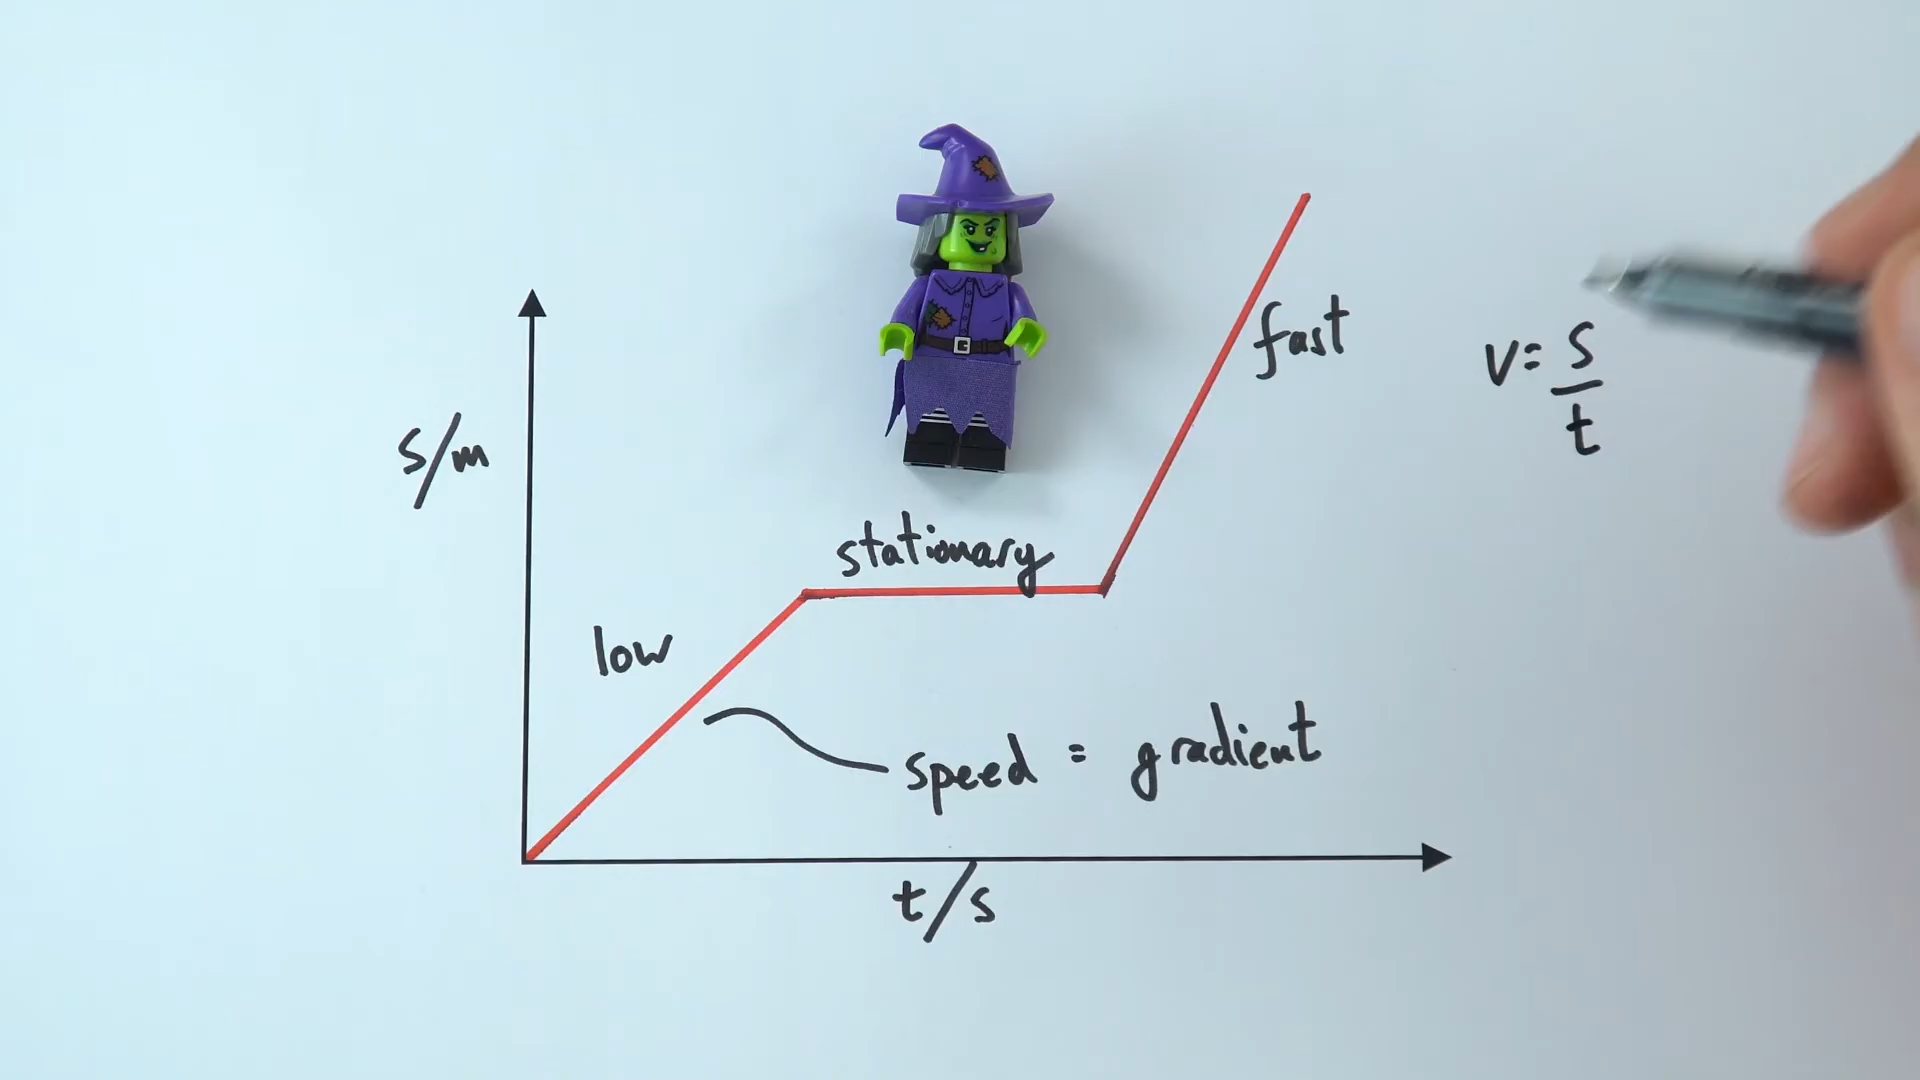 fast
v = s/t
s/m
stationary
low
speed = gradient
t/s